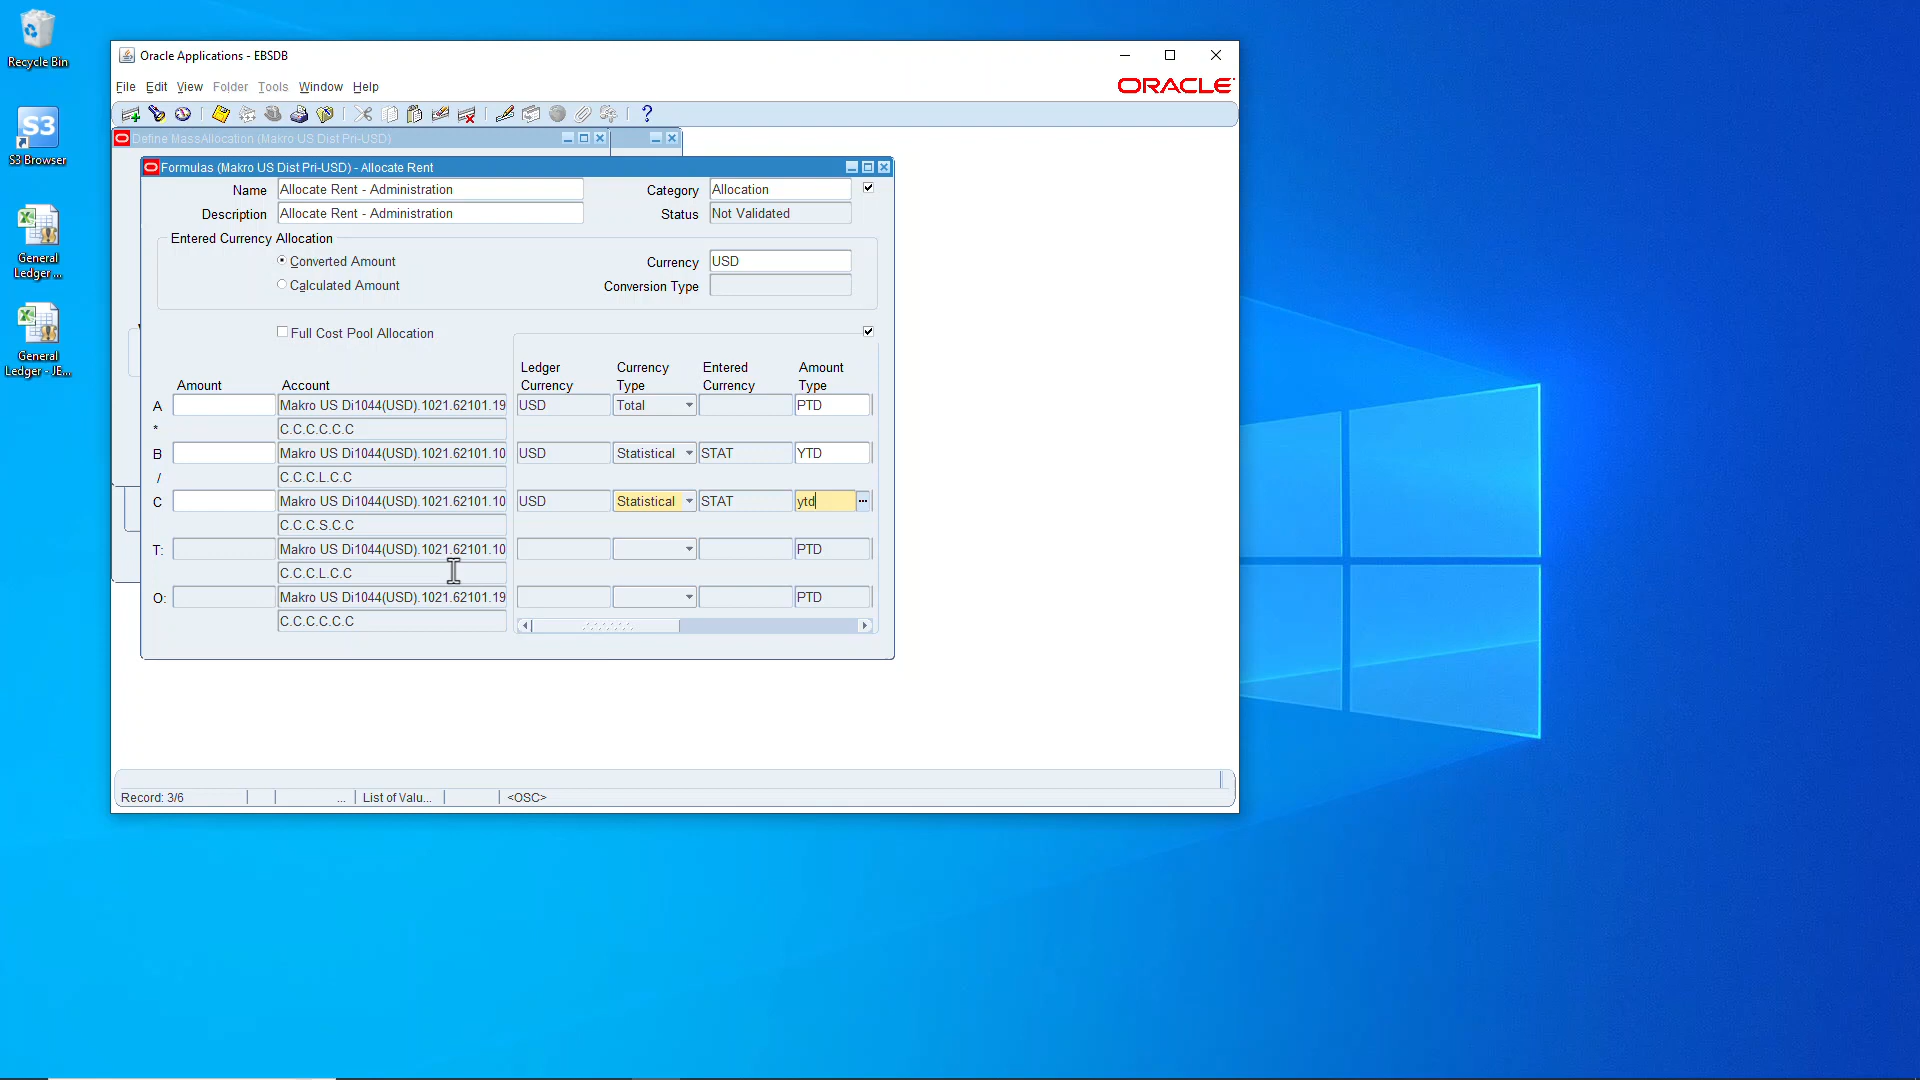 Recycle Bin
S3
S3 Browser
General
Ledger ...
General
Ledger - JE...
Oracle Applications - EBSDB
File Edit View Folder Tools Window Help
ORACLE
Define MassAllocation (Makro US Dist Pri-USD)
Formulas (Makro US Dist Pri-USD) - Allocate Rent
Name Allocate Rent - Administration Category Allocation
Description Allocate Rent - Administration Status Not Validated
Entered Currency Allocation
Converted Amount Currency USD
Calculated Amount Conversion Type
Full Cost Pool Allocation
Ledger Currency Entered Amount
Amount Account Currency Type Currency Type
A Makro US Di1044(USD).1021.62101.19 USD Total PTD
* C.C.C.C.C.C
B Makro US Di1044(USD).1021.62101.10 USD Statistical STAT YTD
/ C.C.C.L.C.C
C Makro US Di1044(USD).1021.62101.10 USD Statistical STAT ytd ...
C.C.C.S.C.C
T: Makro US Di1044(USD).1021.62101.10 PTD
C.C.C.L.C.C
O: Makro US Di1044(USD).1021.62101.19 PTD
C.C.C.C.C.C
Record: 3/6 ... List of Valu... <OSC>